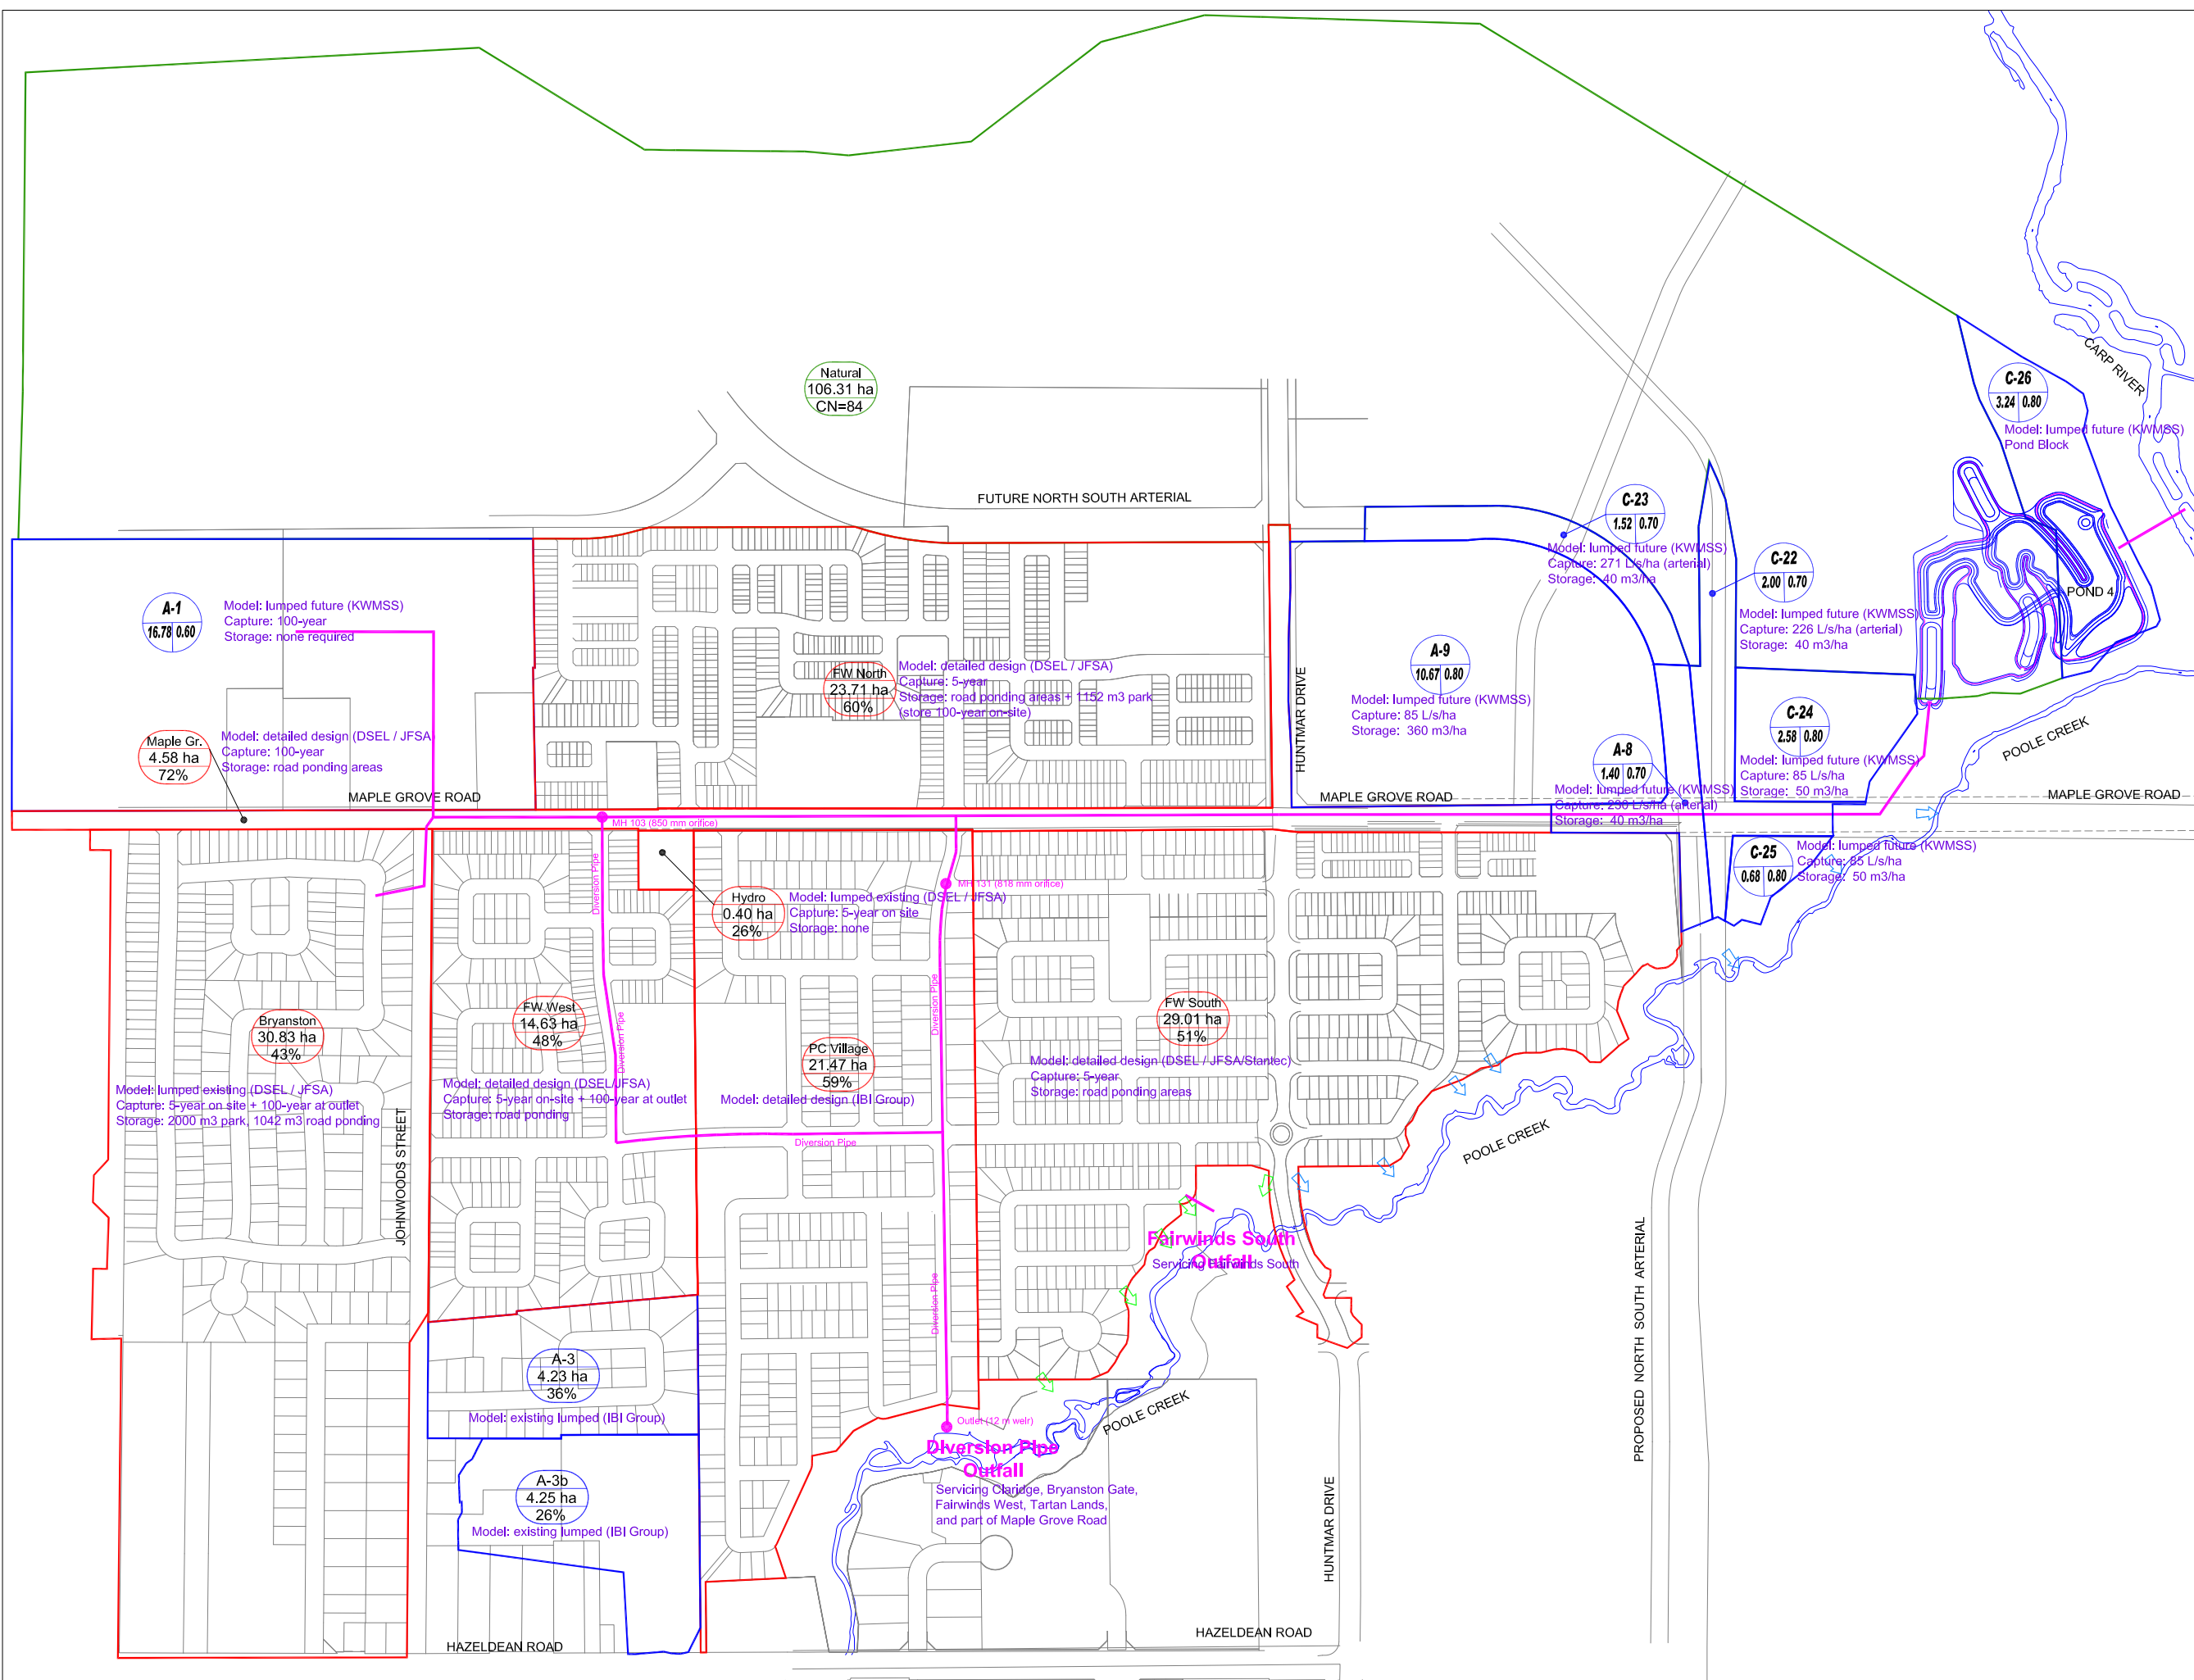 Natural
106.31 ha
CN=84
CARP RIVER
C-26
3.24 0.80
Model: lumped future (KWMSS)
Pond Block
FUTURE NORTH SOUTH ARTERIAL
C-23
1.52 0.70
Model: lumped future (KWMSS)
Capture: 271 L/s/ha (arterial)
Storage: 40 m3/ha
C-22
2.00 0.70
Model: lumped future (KWMSS)
Capture: 226 L/s/ha (arterial)
Storage: 40 m3/ha
POND 4
A-1
16.78 0.60
Model: lumped future (KWMSS)
Capture: 100-year
Storage: none required
FW North
23.71 ha
60%
Model: detailed design (DSEL / JFSA)
Capture: 5-year
Storage: road ponding areas + 1152 m3 park
(store 100-year on-site)
HUNTMAR DRIVE
A-9
10.67 0.80
Model: lumped future (KWMSS)
Capture: 85 L/s/ha
Storage: 360 m3/ha
C-24
2.58 0.80
Model: lumped future (KWMSS)
Capture: 85 L/s/ha
Storage: 50 m3/ha
POOLE CREEK
Maple Gr.
4.58 ha
72%
Model: detailed design (DSEL / JFSA)
Capture: 100-year
Storage: road ponding areas
A-8
1.40 0.70
Model: lumped future (KWMSS)
L/s/ha (arterial)
Storage: 40 m3/ha
MAPLE GROVE ROAD
MAPLE GROVE ROAD
MAPLE GROVE ROAD
MH 103 (850 mm orifice)
Diversion Pipe
C-25
0.68 0.80
Model: lumped future (KWMSS)
Capture: 85 L/s/ha
Storage: 50 m3/ha
MH 131 (818 mm orifice)
Hydro
0.40 ha
26%
Model: lumped existing (DSEL / JFSA)
Capture: 5-year on site
Storage: none
Diversion Pipe
Diversion Pipe
Bryanston
30.83 ha
43%
Model: lumped existing (DSEL / JFSA)
Capture: 5-year on site + 100-year at outlet
Storage: 2000 m3 park, 1042 m3 road ponding
FW West
14.63 ha
48%
Model: detailed design (DSEL/JFSA)
Capture: 5-year on-site + 100-year at outlet
Storage: road ponding
PC Village
21.47 ha
59%
Model: detailed design (IBI Group)
FW South
29.01 ha
51%
Model: detailed design (DSEL / JFSA/Stantec)
Capture: 5-year
Storage: road ponding areas
Diversion Pipe
POOLE CREEK
JOHNWOODS STREET
Fairwinds South
Outfall
Servicing Fairwinds South
Diversion Pipe
PROPOSED NORTH SOUTH ARTERIAL
A-3
4.23 ha
36%
Model: existing lumped (IBI Group)
Outlet (12 m weir)
POOLE CREEK
Diversion Pipe
Outfall
Servicing Claridge, Bryanston Gate,
Fairwinds West, Tartan Lands,
and part of Maple Grove Road
A-3b
4.25 ha
26%
Model: existing lumped (IBI Group)
HUNTMAR DRIVE
HAZELDEAN ROAD
HAZELDEAN ROAD